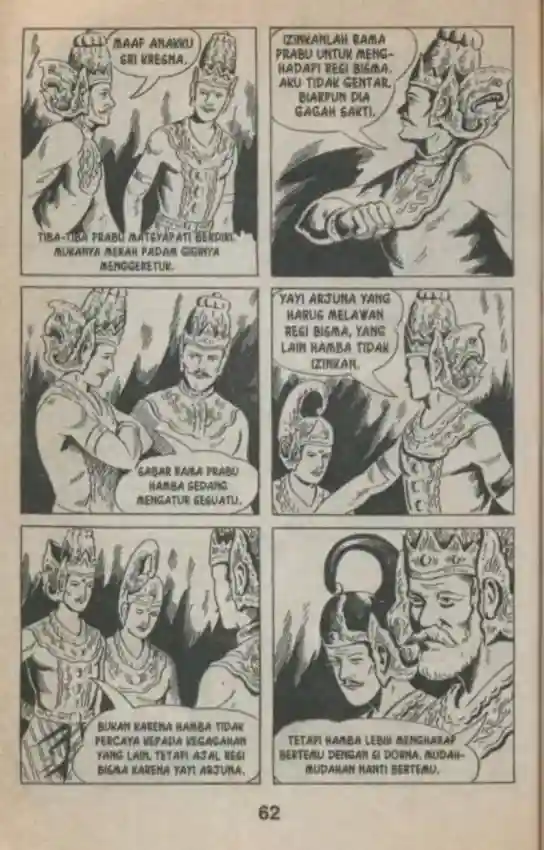 MAAF ANAKKU
SRI KRESNA.
TIBA-TIBA PRABU MATSYAPATI BERDIRI.
MUKANYA MERAH PADAM GIGINYA
MENGGERETUK.
IZINKANLAH RAMA
PRABU UNTUK MENG-
HADAPI RESI BISMA.
AKU TIDAK GENTAR.
BIARPUN DIA
GAGAH SAKTI.
SABAR RAMA PRABU
HAMBA SEDANG
MENGATUR SESUATU.
YAYI ARJUNA YANG
HARUS MELAWAN
RESI BISMA, YANG
LAIN HAMBA TIDAK
IZINKAN.
BUKAN KARENA HAMBA TIDAK
PERCAYA KEPADA KEGAGAHAN
YANG LAIN. TETAPI AJAL RESI
BISMA KARENA YAYI ARJUNA.
TETAPI HAMBA LEBIH MENGHARAP
BERTEMU DENGAN SI DORNA. MUDAH-
MUDAHAN NANTI BERTEMU.
62